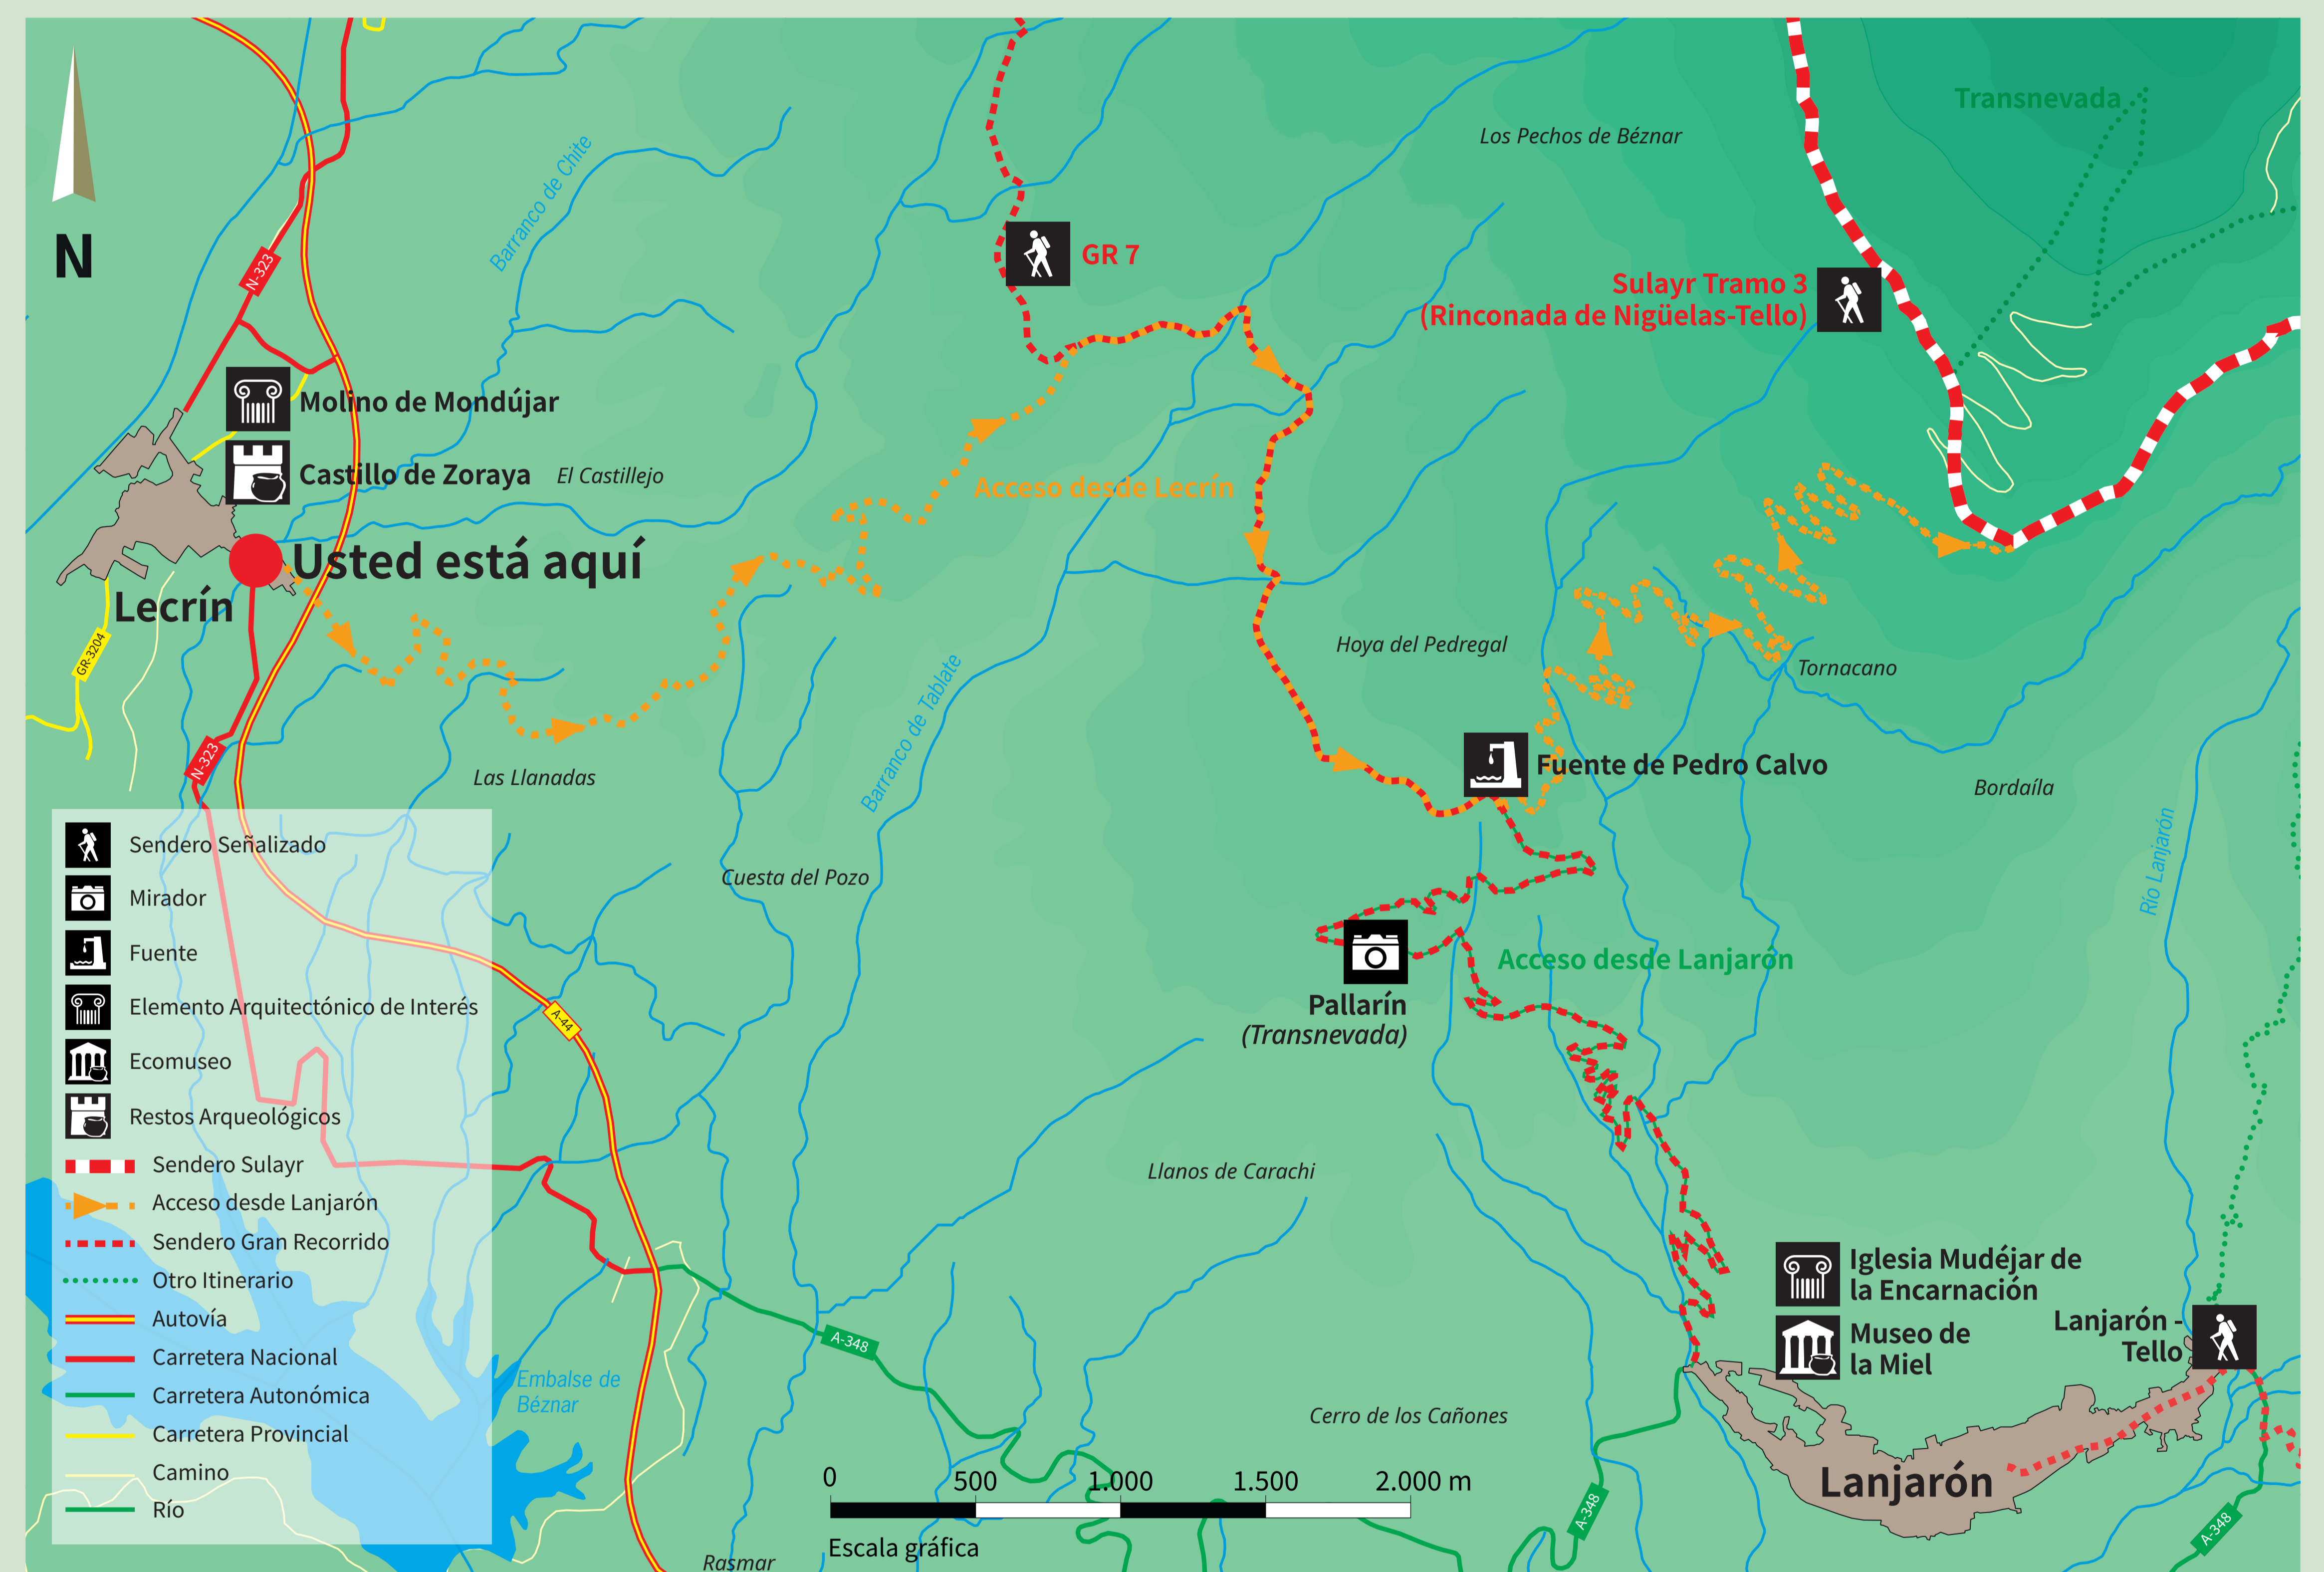 Transnevada
Los Pechos de Béznar
Barranco de Chite
N
GR 7
N-323
Sulayr Tramo 3
(Rinconada de Nigüelas-Tello)
Molino de Mondújar
Castillo de Zoraya
El Castillejo
Acceso desde Lecrín
Usted está aquí
Lecrín
GR-3204
Hoya del Pedregal
Tornacano
Barranco de Tablate
N-323
Las Llanadas
Fuente de Pedro Calvo
Bordaíla
Río Lanjarón
Cuesta del Pozo
Acceso desde Lanjarón
Pallarín
(Transnevada)
A-44
Llanos de Carachi
Sendero Señalizado
Mirador
Fuente
Elemento Arquitectónico de Interés
Ecomuseo
Restos Arqueológicos
Sendero Sulayr
Acceso desde Lanjarón
Sendero Gran Recorrido
Otro Itinerario
Autovía
Carretera Nacional
Carretera Autonómica
Carretera Provincial
Camino
Río
Iglesia Mudéjar de
la Encarnación
Museo de
la Miel
Lanjarón -
Tello
A-348
Embalse de
Béznar
Cerro de los Cañones
Lanjarón
0 500 1.000 1.500 2.000 m
Escala gráfica
A-348
A-348
Rasmar